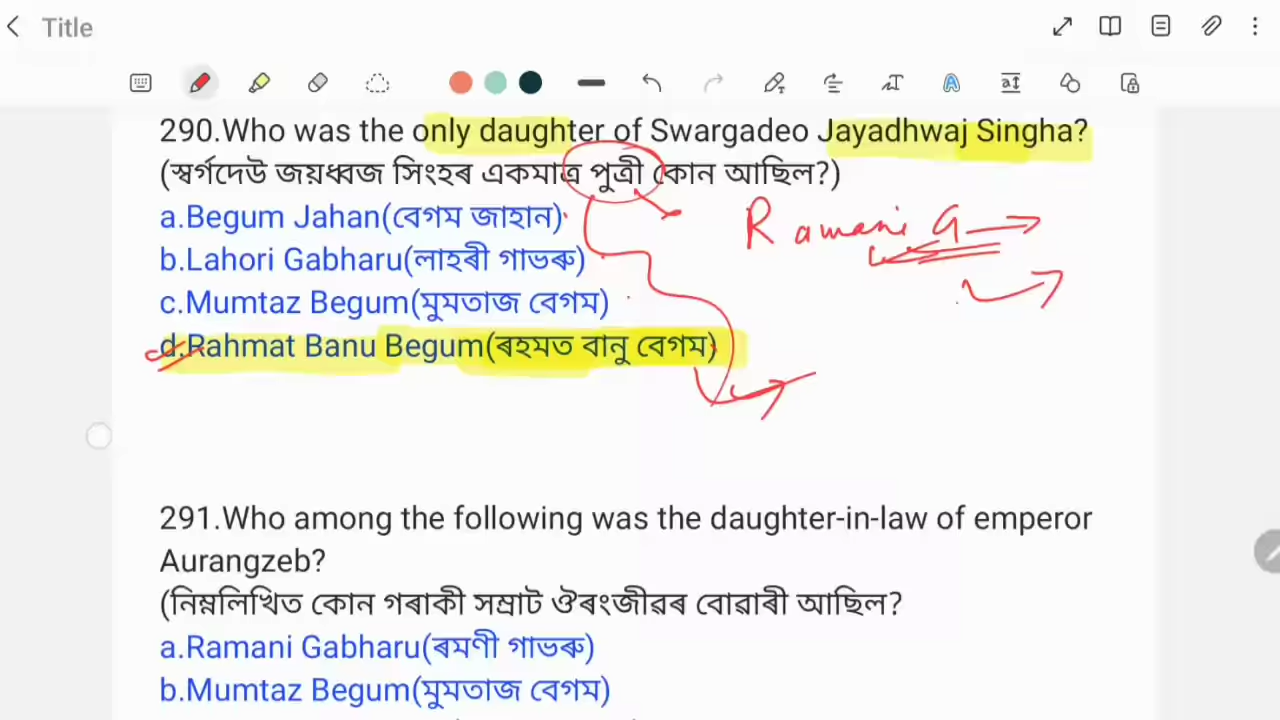 Title
290.Who was the only daughter of Swargadeo Jayadhwaj Singha?
(স্বৰ্গদেউ জয়ধ্বজ সিংহৰ একমাত্ৰ পুত্ৰী কোন আছিল?)
a.Begum Jahan(বেগম জাহান)
Ramani G
b.Lahori Gabharu(লাহৰী গাভৰু)
c.Mumtaz Begum(মুমতাজ বেগম)
d.Rahmat Banu Begum(ৰহমত বানু বেগম)
291.Who among the following was the daughter-in-law of emperor
Aurangzeb?
(নিম্নলিখিত কোন গৰাকী সম্ৰাট ঔৰংজীৱৰ বোৱাৰী আছিল?
a.Ramani Gabharu(ৰমণী গাভৰু)
b.Mumtaz Begum(মুমতাজ বেগম)